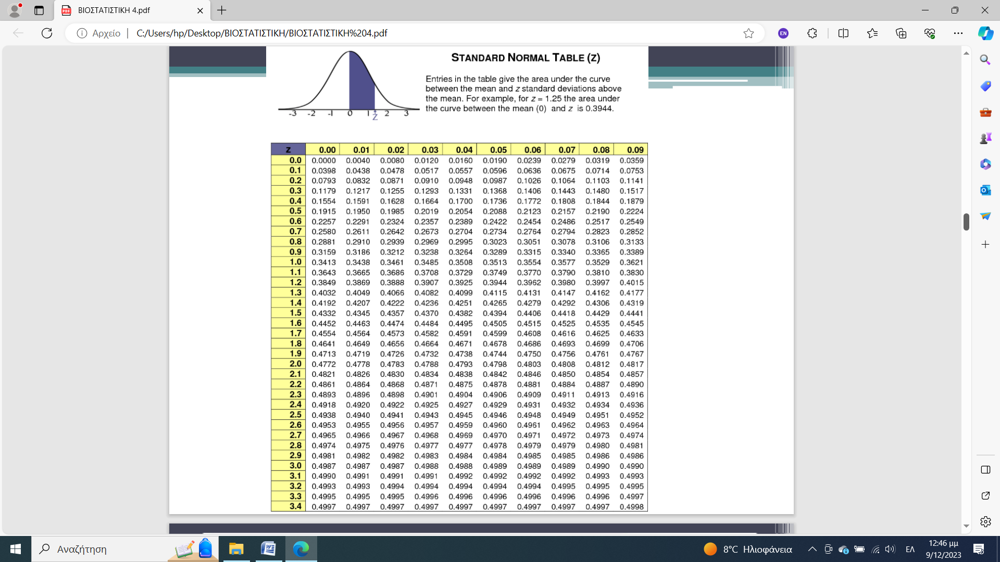 ΒΙΟΣΤΑΤΙΣΤΙΚΗ 4.pdf
Αρχείο C:/Users/hp/Desktop/ΒΙΟΣΤΑΤΙΣΤΙΚΗ/ΒΙΟΣΤΑΤΙΣΤΙΚΗ%204.pdf
EN
STANDARD NORMAL TABLE (Z)
Entries in the table give the area under the curve
between the mean and z standard deviations above
the mean. For example, for z = 1.25 the area under
the curve between the mean (0) and z is 0.3944.
-3 -2 -1 0 1 2 3
Z
Z 0.00 0.01 0.02 0.03 0.04 0.05 0.06 0.07 0.08 0.09
0.0 0.0000 0.0040 0.0080 0.0120 0.0160 0.0190 0.0239 0.0279 0.0319 0.0359
0.1 0.0398 0.0438 0.0478 0.0517 0.0557 0.0596 0.0636 0.0675 0.0714 0.0753
0.2 0.0793 0.0832 0.0871 0.0910 0.0948 0.0987 0.1026 0.1064 0.1103 0.1141
0.3 0.1179 0.1217 0.1255 0.1293 0.1331 0.1368 0.1406 0.1443 0.1480 0.1517
0.4 0.1554 0.1591 0.1628 0.1664 0.1700 0.1736 0.1772 0.1808 0.1844 0.1879
0.5 0.1915 0.1950 0.1985 0.2019 0.2054 0.2088 0.2123 0.2157 0.2190 0.2224
0.6 0.2257 0.2291 0.2324 0.2357 0.2389 0.2422 0.2454 0.2486 0.2517 0.2549
0.7 0.2580 0.2611 0.2642 0.2673 0.2704 0.2734 0.2764 0.2794 0.2823 0.2852
0.8 0.2881 0.2910 0.2939 0.2969 0.2995 0.3023 0.3051 0.3078 0.3106 0.3133
0.9 0.3159 0.3186 0.3212 0.3238 0.3264 0.3289 0.3315 0.3340 0.3365 0.3389
1.0 0.3413 0.3438 0.3461 0.3485 0.3508 0.3513 0.3554 0.3577 0.3529 0.3621
1.1 0.3643 0.3665 0.3686 0.3708 0.3729 0.3749 0.3770 0.3790 0.3810 0.3830
1.2 0.3849 0.3869 0.3888 0.3907 0.3925 0.3944 0.3962 0.3980 0.3997 0.4015
1.3 0.4032 0.4049 0.4066 0.4082 0.4099 0.4115 0.4131 0.4147 0.4162 0.4177
1.4 0.4192 0.4207 0.4222 0.4236 0.4251 0.4265 0.4279 0.4292 0.4306 0.4319
1.5 0.4332 0.4345 0.4357 0.4370 0.4382 0.4394 0.4406 0.4418 0.4429 0.4441
1.6 0.4452 0.4463 0.4474 0.4484 0.4495 0.4505 0.4515 0.4525 0.4535 0.4545
1.7 0.4554 0.4564 0.4573 0.4582 0.4591 0.4599 0.4608 0.4616 0.4625 0.4633
1.8 0.4641 0.4649 0.4656 0.4664 0.4671 0.4678 0.4686 0.4693 0.4699 0.4706
1.9 0.4713 0.4719 0.4726 0.4732 0.4738 0.4744 0.4750 0.4756 0.4761 0.4767
2.0 0.4772 0.4778 0.4783 0.4788 0.4793 0.4798 0.4803 0.4808 0.4812 0.4817
2.1 0.4821 0.4826 0.4830 0.4834 0.4838 0.4842 0.4846 0.4850 0.4854 0.4857
2.2 0.4861 0.4864 0.4868 0.4871 0.4875 0.4878 0.4881 0.4884 0.4887 0.4890
2.3 0.4893 0.4896 0.4898 0.4901 0.4904 0.4906 0.4909 0.4911 0.4913 0.4916
2.4 0.4918 0.4920 0.4922 0.4925 0.4927 0.4929 0.4931 0.4932 0.4934 0.4936
2.5 0.4938 0.4940 0.4941 0.4943 0.4945 0.4946 0.4948 0.4949 0.4951 0.4952
2.6 0.4953 0.4955 0.4956 0.4957 0.4959 0.4960 0.4961 0.4962 0.4963 0.4964
2.7 0.4965 0.4966 0.4967 0.4968 0.4969 0.4970 0.4971 0.4972 0.4973 0.4974
2.8 0.4974 0.4975 0.4976 0.4977 0.4977 0.4978 0.4979 0.4979 0.4980 0.4981
2.9 0.4981 0.4982 0.4982 0.4983 0.4984 0.4984 0.4985 0.4985 0.4986 0.4986
3.0 0.4987 0.4987 0.4987 0.4988 0.4988 0.4989 0.4989 0.4989 0.4990 0.4990
3.1 0.4990 0.4991 0.4991 0.4991 0.4992 0.4992 0.4992 0.4992 0.4993 0.4993
3.2 0.4993 0.4993 0.4994 0.4994 0.4994 0.4994 0.4994 0.4995 0.4995 0.4995
3.3 0.4995 0.4995 0.4995 0.4996 0.4996 0.4996 0.4996 0.4996 0.4996 0.4997
3.4 0.4997 0.4997 0.4997 0.4997 0.4997 0.4997 0.4997 0.4997 0.4997 0.4998
Αναζήτηση
8°C Ηλιοφάνεια
ΕΛ
12:46 μμ
9/12/2023